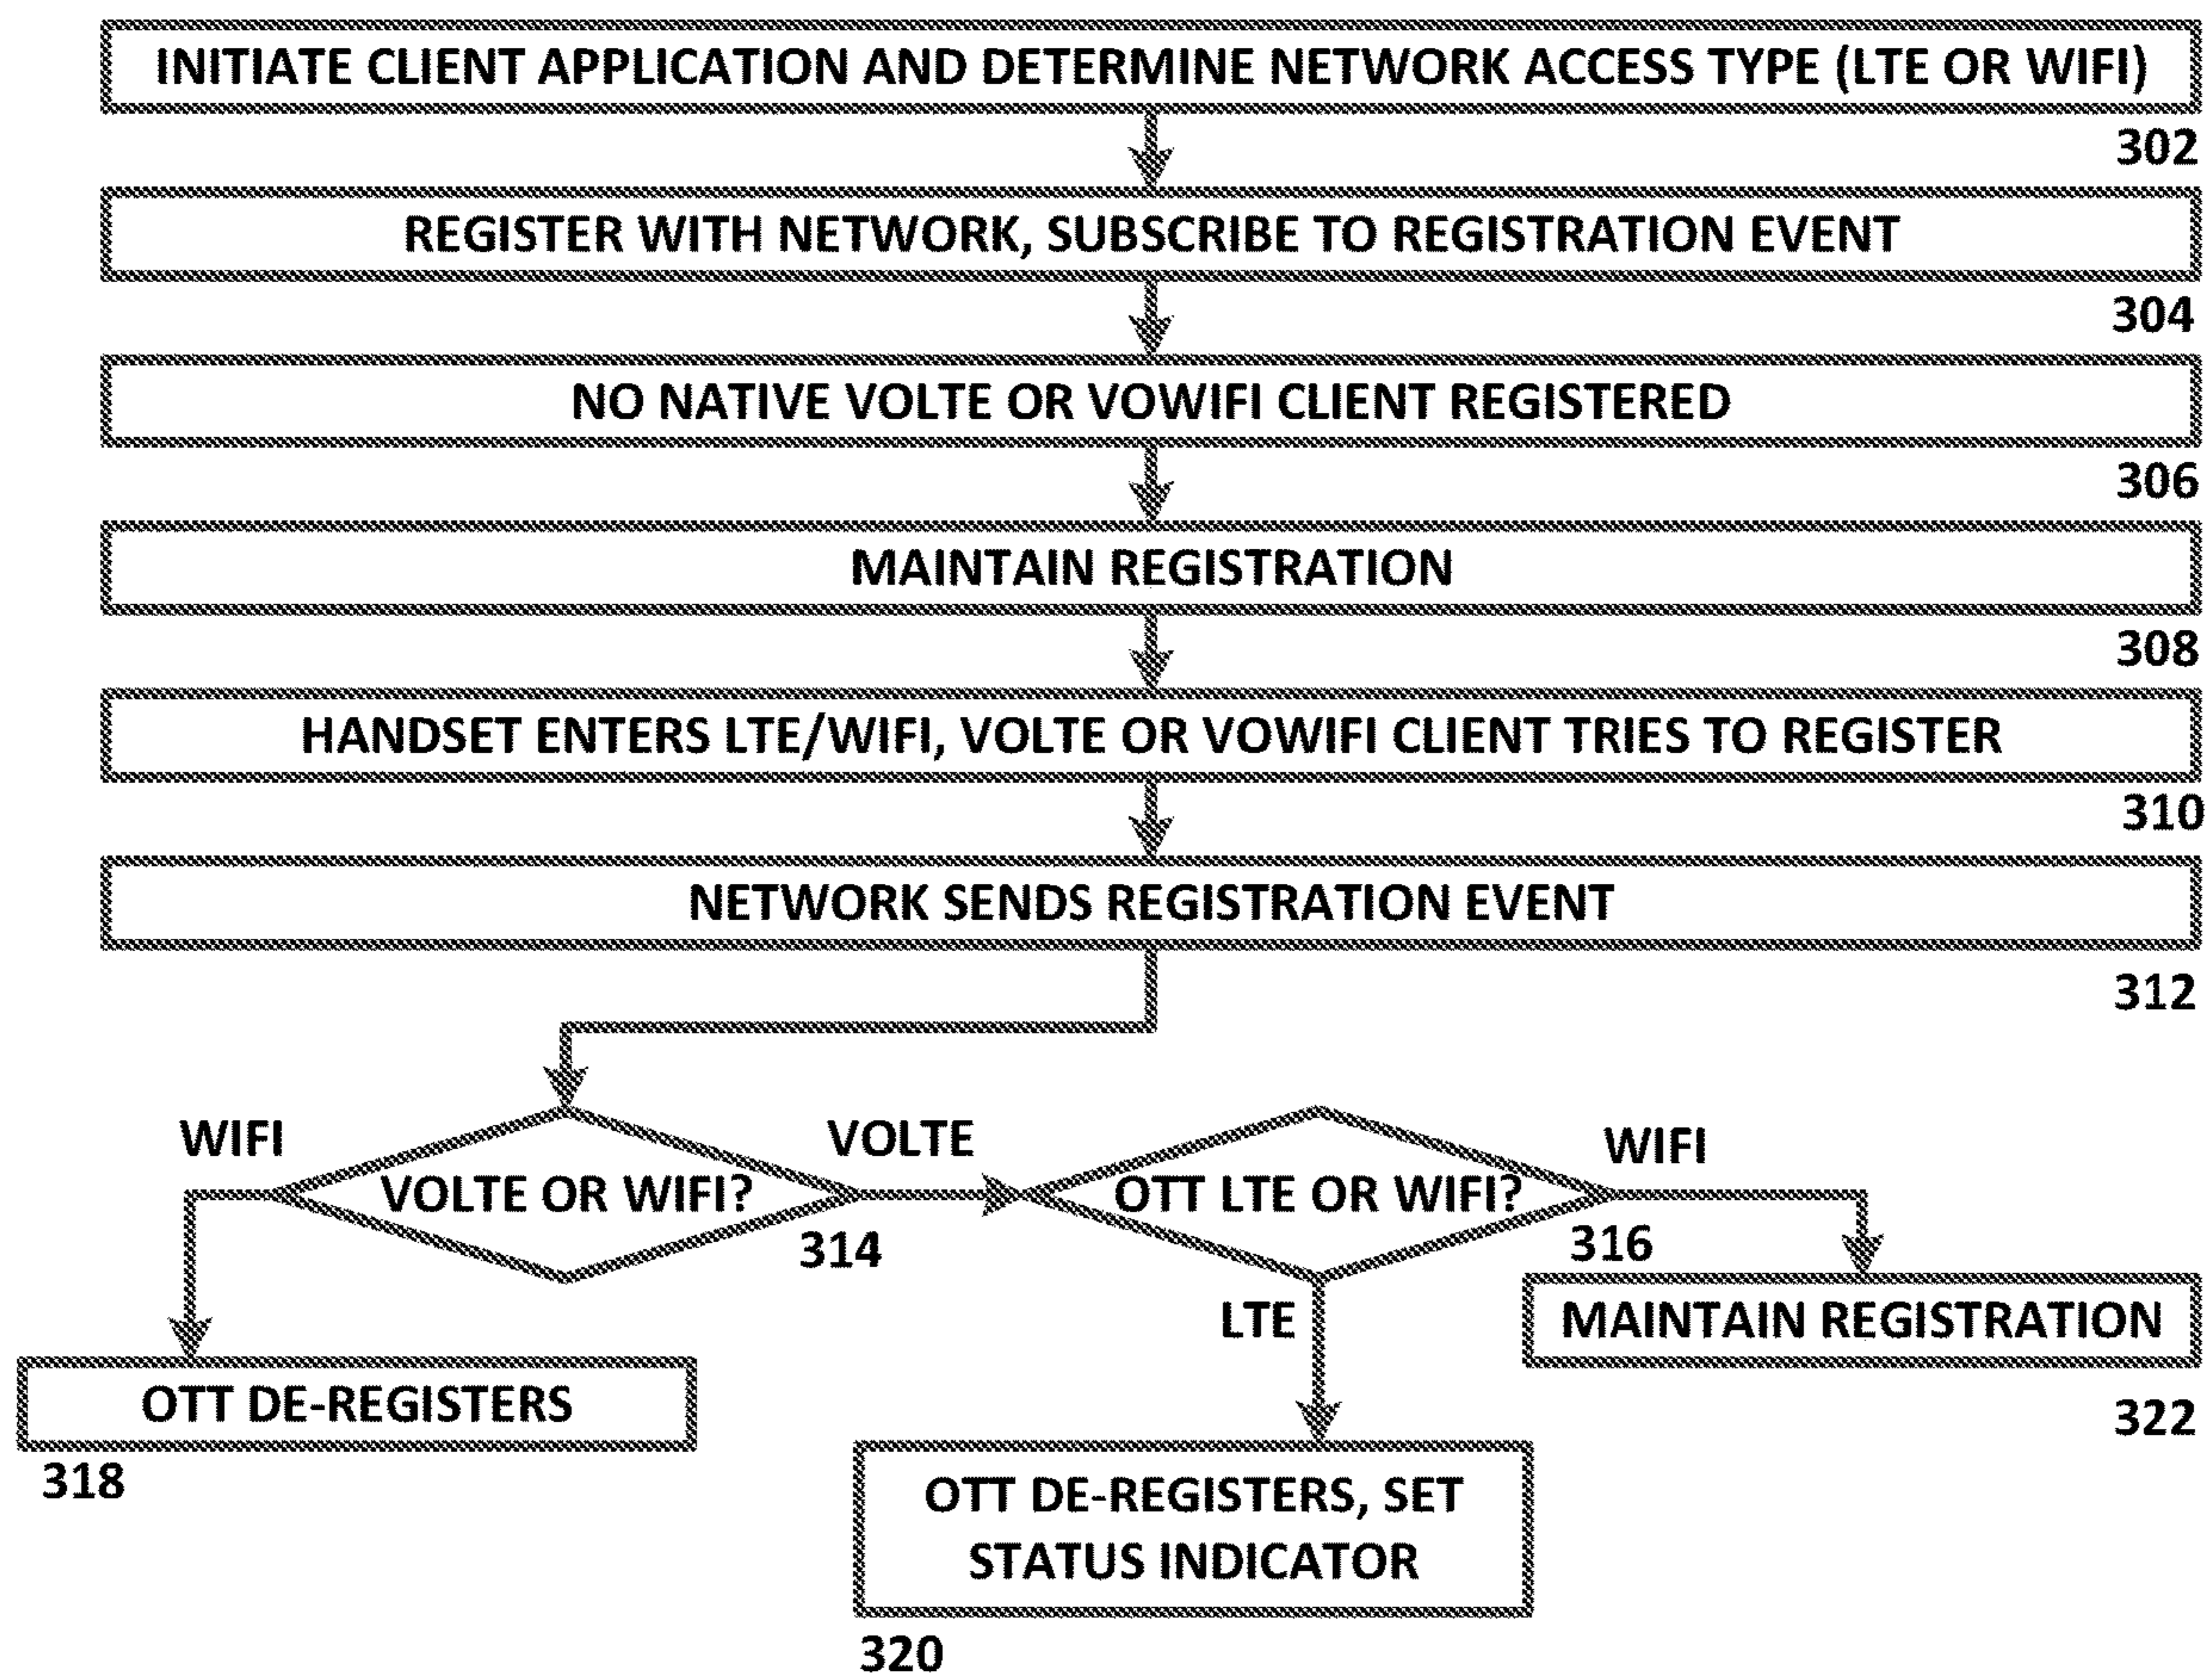 INITIATE CLIENT APPLICATION AND DETERMINE NETWORK ACCESS TYPE (LTE OR WIFI)
302
REGISTER WITH NETWORK, SUBSCRIBE TO REGISTRATION EVENT
304
NO NATIVE VOLTE OR VOWIFI CLIENT REGISTERED
306
MAINTAIN REGISTRATION
308
HANDSET ENTERS LTE/WIFI, VOLTE OR VOWIFI CLIENT TRIES TO REGISTER
310
NETWORK SENDS REGISTRATION EVENT
312
WIFI
VOLTE OR WIFI?
314
VOLTE
OTT LTE OR WIFI?
316
WIFI
LTE
MAINTAIN REGISTRATION
322
OTT DE-REGISTERS
318
OTT DE-REGISTERS, SET
STATUS INDICATOR
320